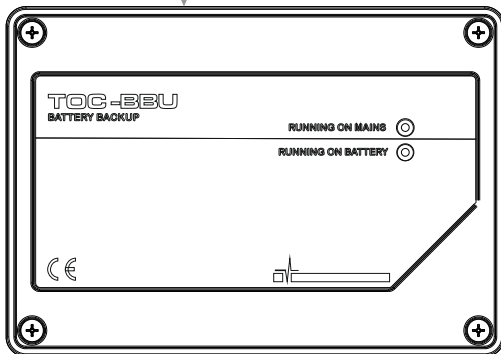 TOC-BBU
BATTERY BACKUP
RUNNING ON MAINS
RUNNING ON BATTERY
CE